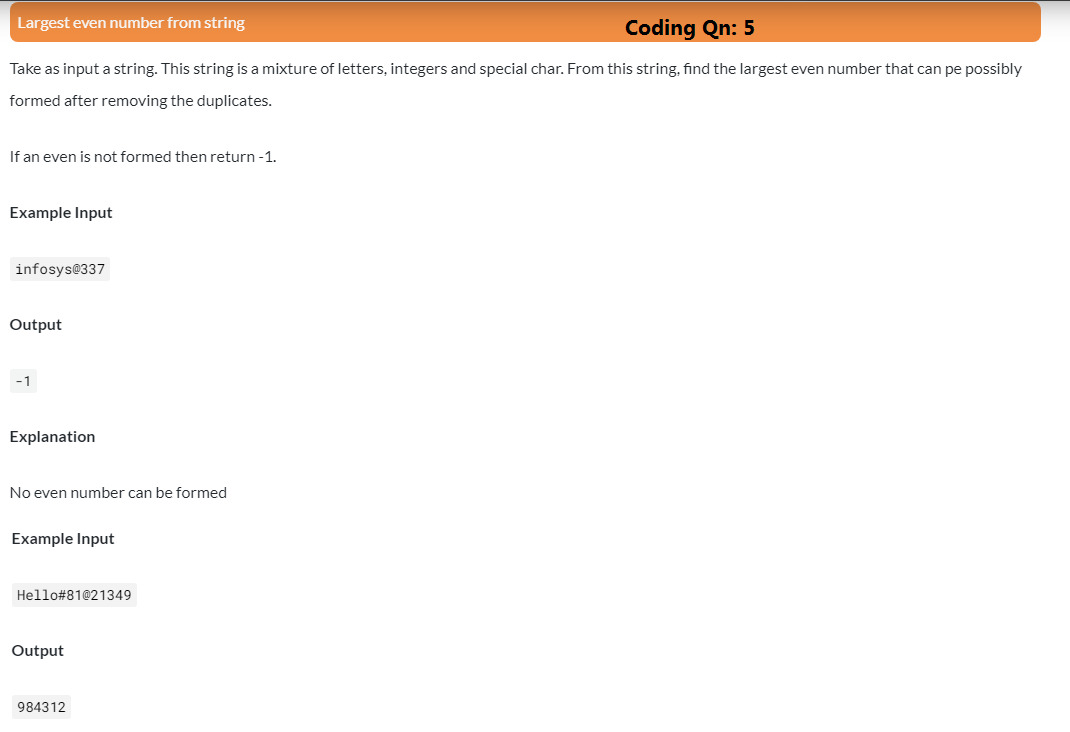 Largest even number from string
Coding Qn: 5
Take as input a string. This string is a mixture of letters, integers and special char. From this string, find the largest even number that can pe possibly
formed after removing the duplicates.
If an even is not formed then return -1.
Example Input
infosys@337
Output
-1
Explanation
No even number can be formed
Example Input
Hello#81@21349
Output
984312